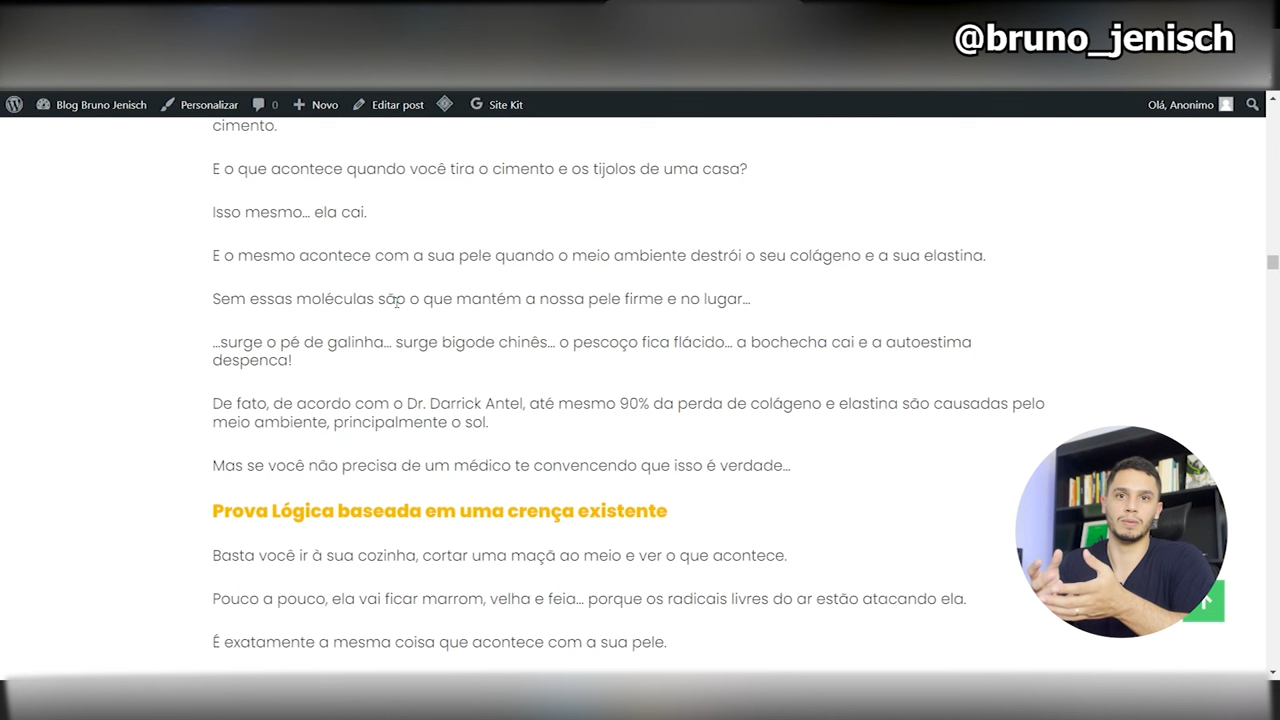 @bruno_jenisch
Blog Bruno Jenisch Personalizar 0 Novo Editar post Site Kit Olá, Anonimo
cimento.
E o que acontece quando você tira o cimento e os tijolos de uma casa?
Isso mesmo... ela cai.
E o mesmo acontece com a sua pele quando o meio ambiente destrói o seu colágeno e a sua elastina.
Sem essas moléculas são o que mantém a nossa pele firme e no lugar...
...surge o pé de galinha... surge bigode chinês... o pescoço fica flácido... a bochecha cai e a autoestima
despenca!
De fato, de acordo com o Dr. Darrick Antel, até mesmo 90% da perda de colágeno e elastina são causadas pelo
meio ambiente, principalmente o sol.
Mas se você não precisa de um médico te convencendo que isso é verdade...
Prova Lógica baseada em uma crença existente
Basta você ir à sua cozinha, cortar uma maçã ao meio e ver o que acontece.
Pouco a pouco, ela vai ficar marrom, velha e feia... porque os radicais livres do ar estão atacando ela.
É exatamente a mesma coisa que acontece com a sua pele.